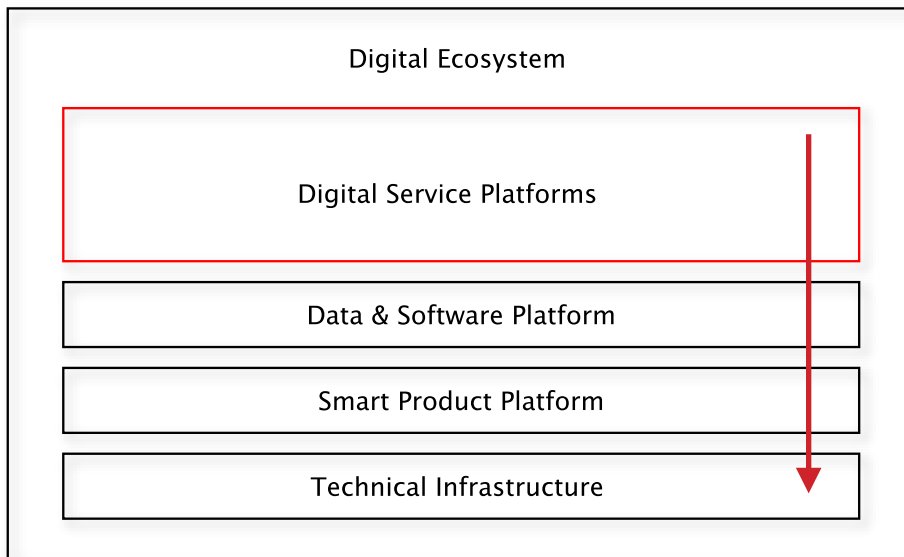 Digital Ecosystem
Digital Service Platforms
Data & Software Platform
Smart Product Platform
Technical Infrastructure